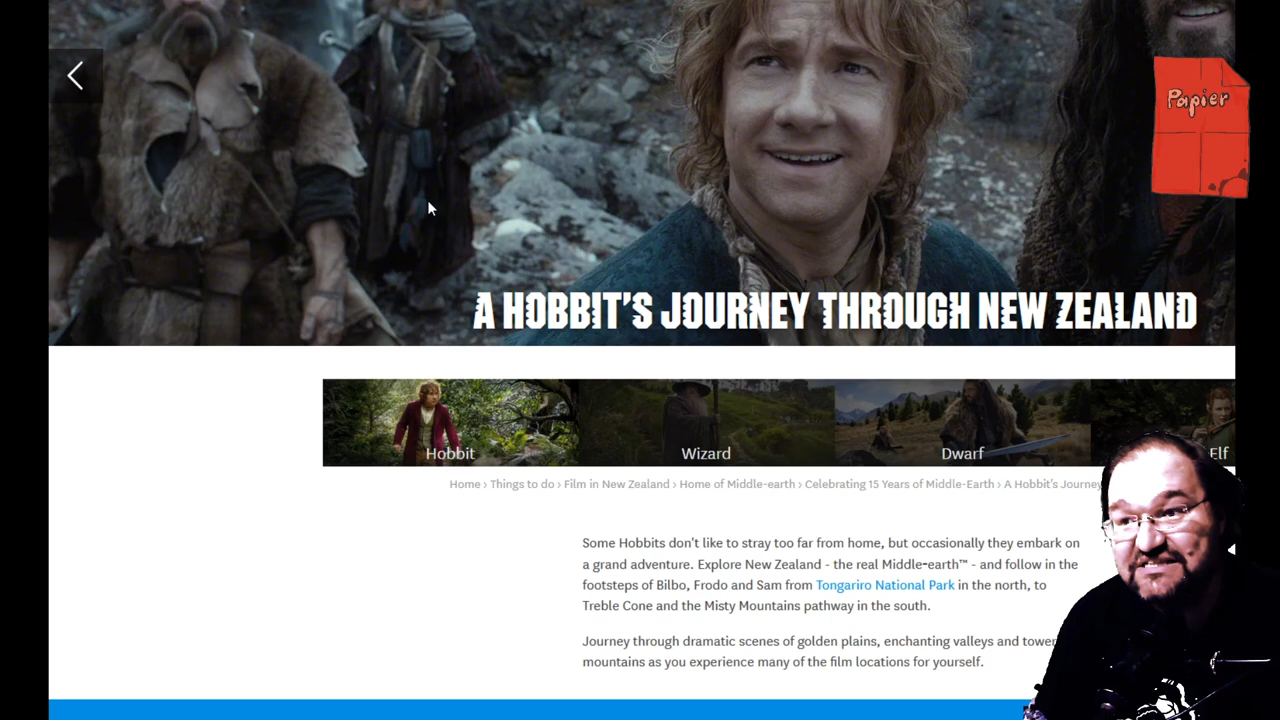 Papier
A HOBBIT'S JOURNEY THROUGH NEW ZEALAND
Hobbit
Wizard
Dwarf
Elf
Home › Things to do › Film in New Zealand › Home of Middle-earth › Celebrating 15 Years of Middle-Earth › A Hobbit's Journey
Some Hobbits don't like to stray too far from home, but occasionally they embark on
a grand adventure. Explore New Zealand - the real Middle-earth™ - and follow in the
footsteps of Bilbo, Frodo and Sam from Tongariro National Park in the north, to
Treble Cone and the Misty Mountains pathway in the south.
Journey through dramatic scenes of golden plains, enchanting valleys and tower
mountains as you experience many of the film locations for yourself.